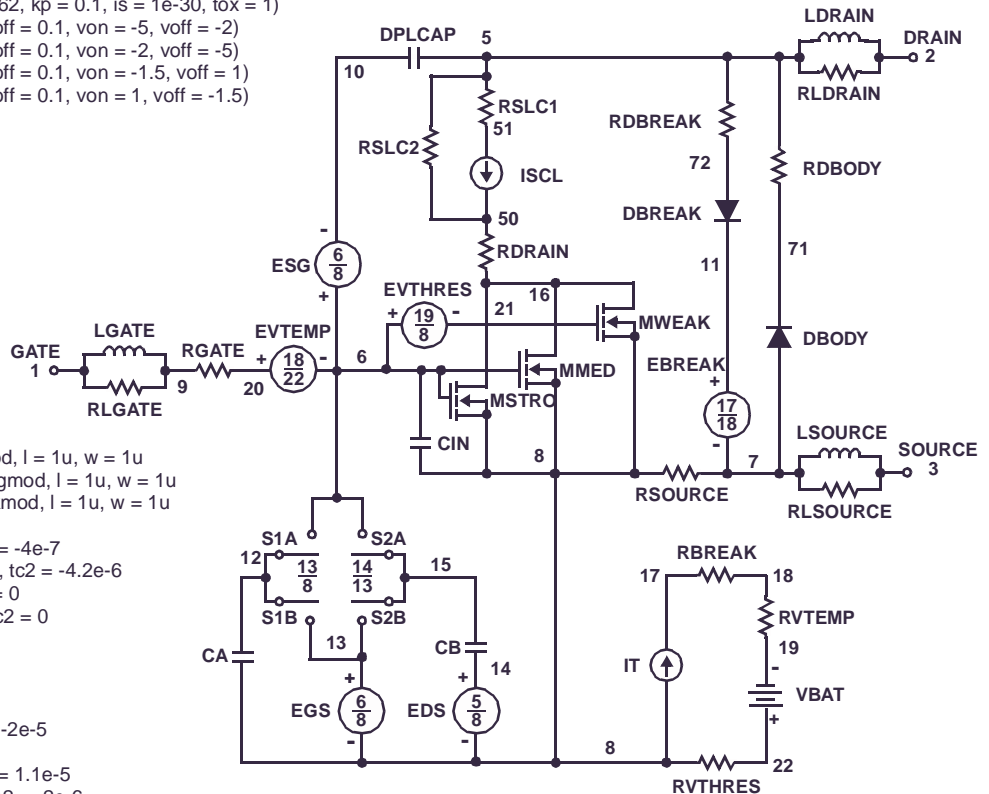 62, kp = 0.1, is = 1e-30, tox = 1)
off = 0.1, von = -5, voff = -2)
off = 0.1, von = -2, voff = -5)
off = 0.1, von = -1.5, voff = 1)
off = 0.1, von = 1, voff = -1.5)
LDRAIN
DPLCAP 5 DRAIN
2
10
RLDRAIN
RSLC1
51
RDBREAK
RSLC2
72
RDBODY
ISCL
DBREAK
50
RDRAIN
71
11
-
ESG 6/8
+
EVTHRES
+ 19/8 -
21
16
MWEAK
LGATE
EVTEMP
GATE
1
RGATE
+ 18/22 -
6
MMED
DBODY
EBREAK
+
9
20
RLGATE
MSTRO
17/18
-
CIN
8
7
LSOURCE
SOURCE
3
RSOURCE
RLSOURCE
od, l = 1u, w = 1u
gmod, l = 1u, w = 1u
kmod, l = 1u, w = 1u
= -4e-7
, tc2 = -4.2e-6
= 0
c2 = 0
S1A S2A
12 13/8 14/13 15
S1B S2B
13
RBREAK
17 18
RVTEMP
19
-
CA
CB
14
IT
VBAT
+
+ +
EGS 6/8 EDS 5/8
- -
8
22
RVTHRES
-2e-5
= 1.1e-5